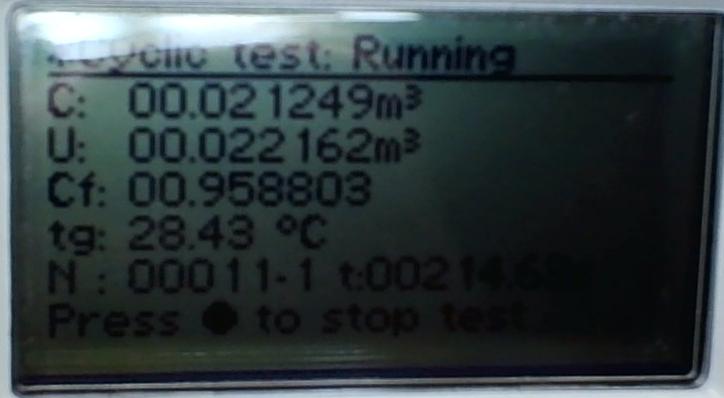 Cyclic test: Running
C: 00.021249m³
U: 00.022162m³
Cf: 00.958803
tg: 28.43 °C
N : 00011-1
Press to stop test